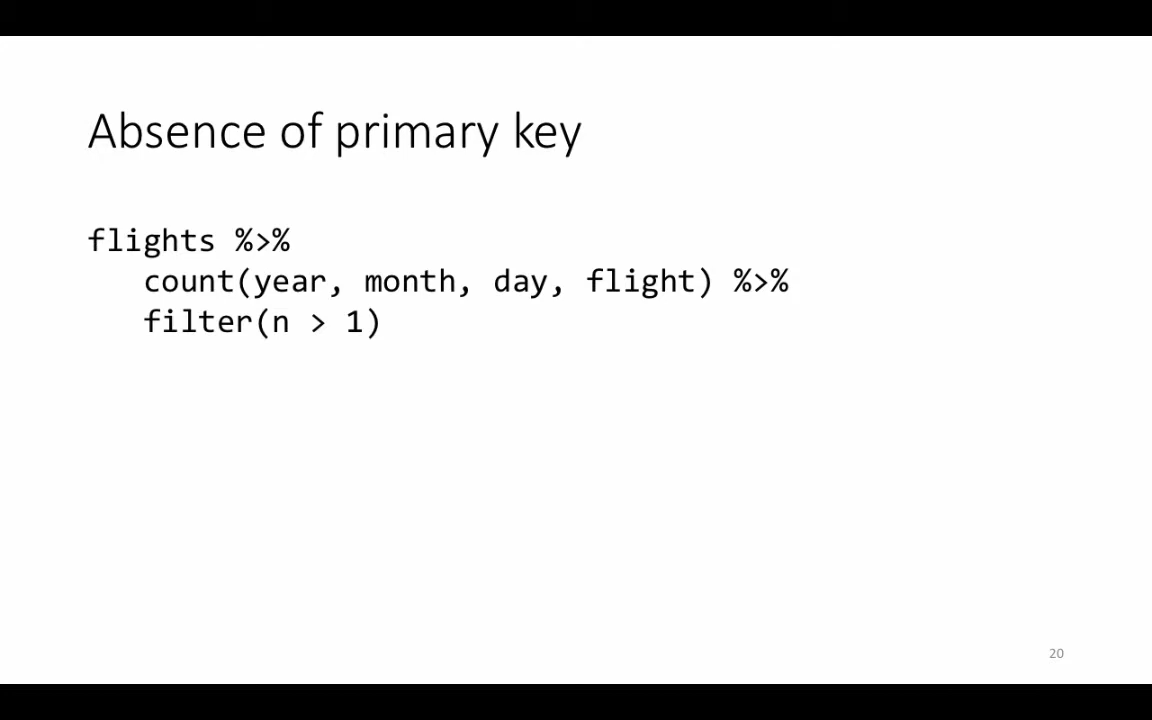 Absence of primary key
flights %>%
count(year, month, day, flight) %>%
filter(n > 1)
20